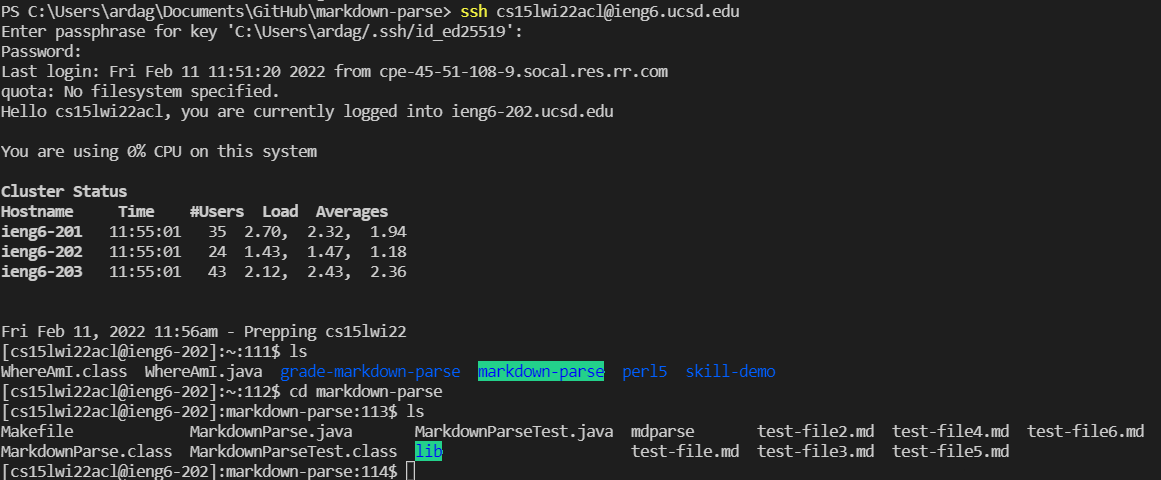 PS C:\Users\ardag\Documents\GitHub\markdown-parse> ssh cs15lwi22acl@ieng6.ucsd.edu
Enter passphrase for key 'C:\Users\ardag/.ssh/id_ed25519':
Password:
Last login: Fri Feb 11 11:51:20 2022 from cpe-45-51-108-9.socal.res.rr.com
quota: No filesystem specified.
Hello cs15lwi22acl, you are currently logged into ieng6-202.ucsd.edu
You are using 0% CPU on this system
Cluster Status
Hostname     Time    #Users  Load  Averages
ieng6-201   11:55:01   35  2.70,  2.32,  1.94
ieng6-202   11:55:01   24  1.43,  1.47,  1.18
ieng6-203   11:55:01   43  2.12,  2.43,  2.36
Fri Feb 11, 2022 11:56am - Prepping cs15lwi22
[cs15lwi22acl@ieng6-202]:~:111$ ls
WhereAmI.class  WhereAmI.java  grade-markdown-parse  markdown-parse  perl5  skill-demo
[cs15lwi22acl@ieng6-202]:~:112$ cd markdown-parse
[cs15lwi22acl@ieng6-202]:markdown-parse:113$ ls
Makefile             MarkdownParse.java       MarkdownParseTest.java  mdparse       test-file2.md  test-file4.md  test-file6.md
MarkdownParse.class  MarkdownParseTest.class  lib                     test-file.md  test-file3.md  test-file5.md
[cs15lwi22acl@ieng6-202]:markdown-parse:114$